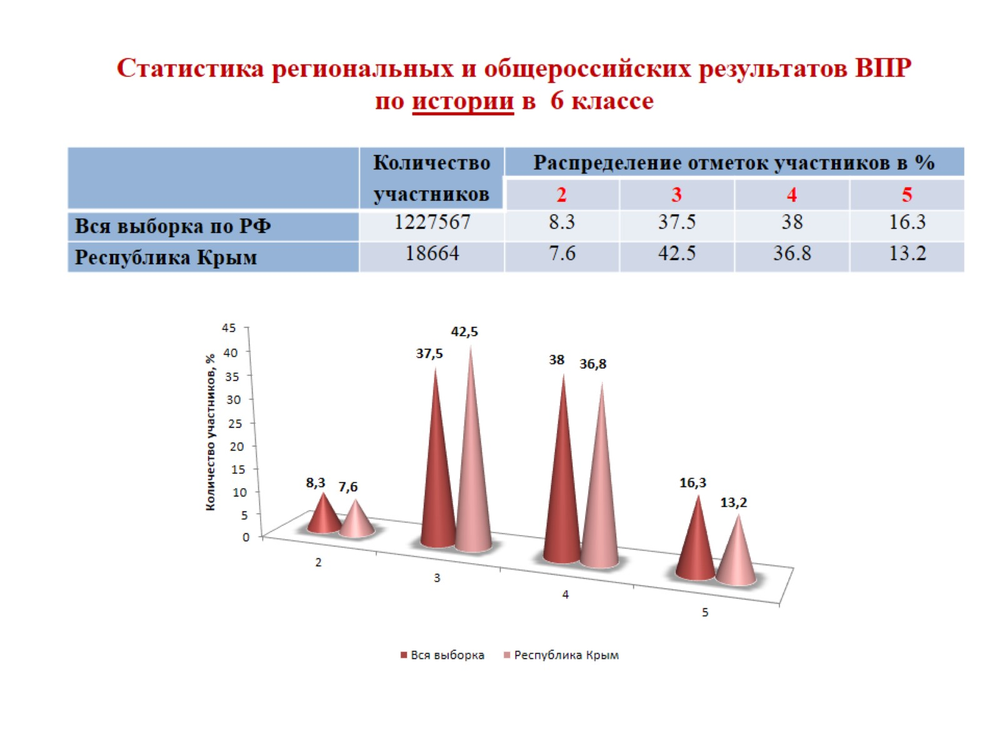 Статистика региональных и общероссийских результатов ВПР
по истории в 6 классе
Количество участников
Распределение отметок участников в %
2 3 4 5
Вся выборка по РФ 1227567 8.3 37.5 38 16.3
Республика Крым 18664 7.6 42.5 36.8 13.2
Количество участников, %
45
40
35
30
25
20
15
10
5
0
8,3 7,6
37,5 42,5
38 36,8
16,3 13,2
2
3
4
5
Вся выборка Республика Крым